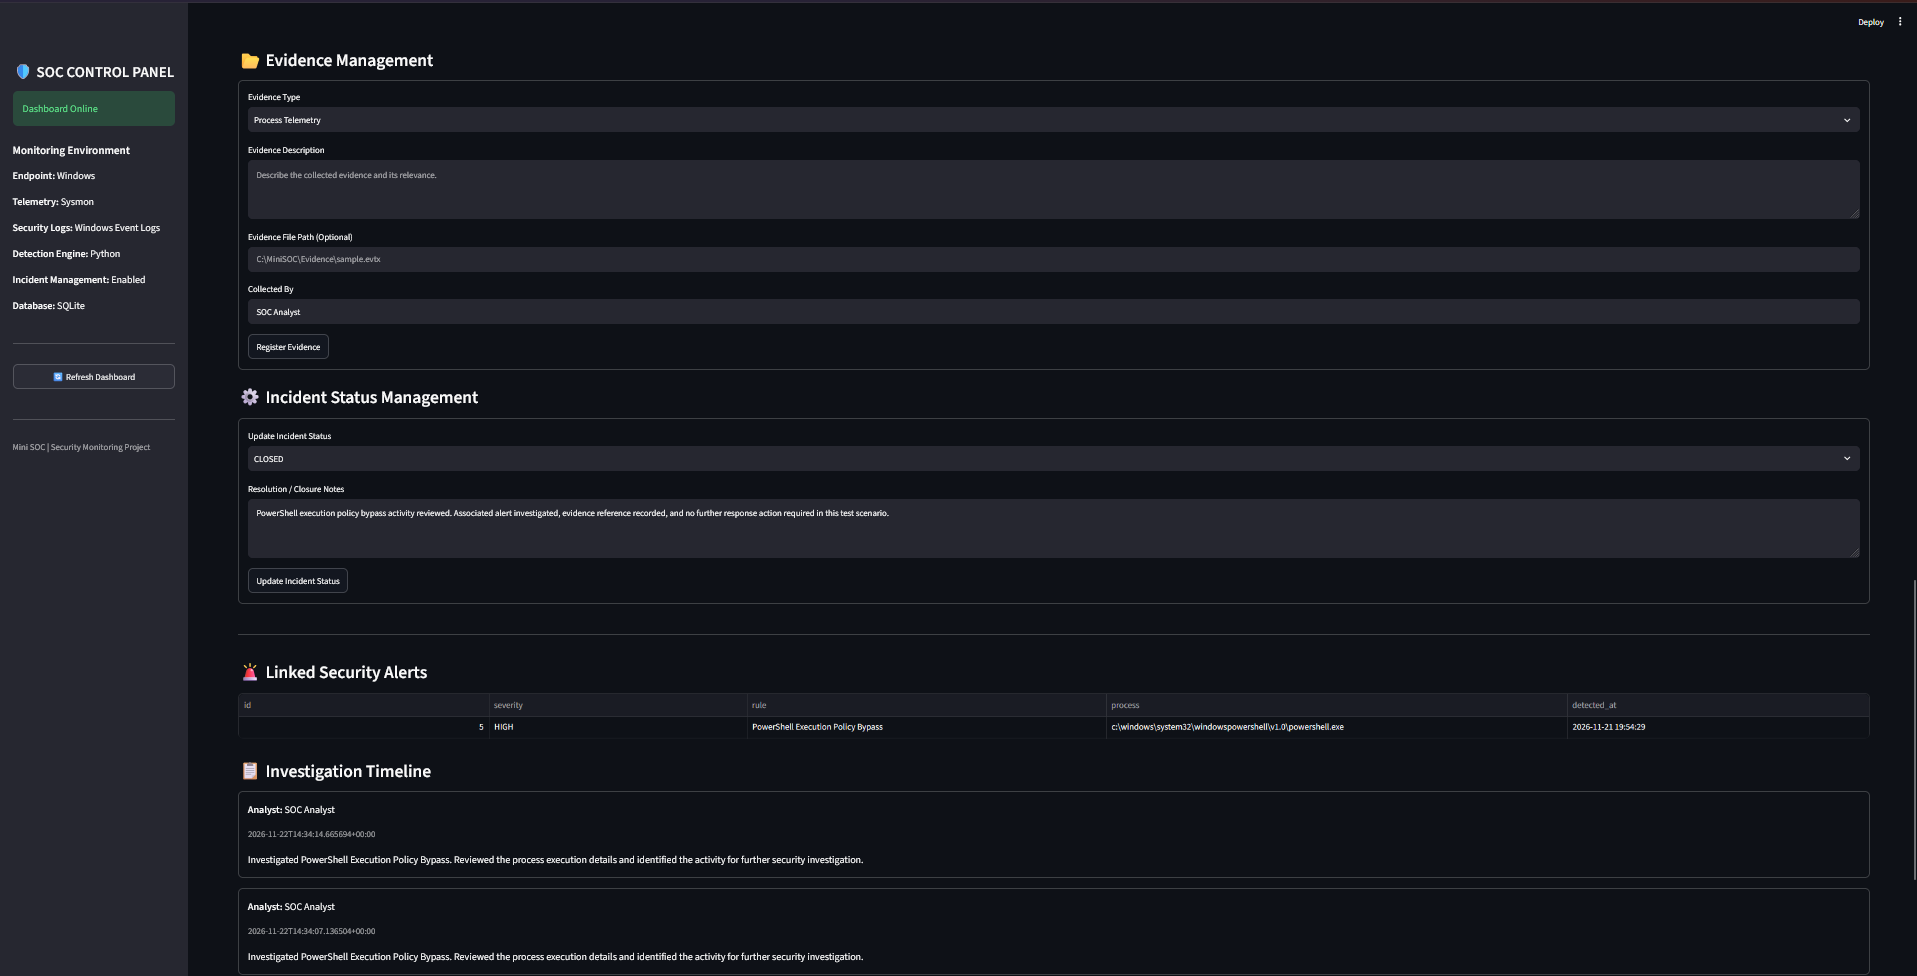 Deploy
SOC CONTROL PANEL
Dashboard Online
Monitoring Environment
Endpoint: Windows
Telemetry: Sysmon
Security Logs: Windows Event Logs
Detection Engine: Python
Incident Management: Enabled
Database: SQLite
Refresh Dashboard
Mini SOC | Security Monitoring Project
Evidence Management
Evidence Type
Process Telemetry
Evidence Description
Describe the collected evidence and its relevance.
Evidence File Path (Optional)
C:\MiniSOC\Evidence\sample.evtx
Collected By
SOC Analyst
Register Evidence
Incident Status Management
Update Incident Status
CLOSED
Resolution / Closure Notes
PowerShell execution policy bypass activity reviewed. Associated alert investigated, evidence reference recorded, and no further response action required in this test scenario.
Update Incident Status
Linked Security Alerts
id severity rule process detected_at
5 HIGH PowerShell Execution Policy Bypass c:\windows\system32\windowspowershell\v1.0\powershell.exe 2026-11-21 19:54:29
Investigation Timeline
Analyst: SOC Analyst
2026-11-22T14:34:14.665694+00:00
Investigated PowerShell Execution Policy Bypass. Reviewed the process execution details and identified the activity for further security investigation.
Analyst: SOC Analyst
2026-11-22T14:34:07.136504+00:00
Investigated PowerShell Execution Policy Bypass. Reviewed the process execution details and identified the activity for further security investigation.